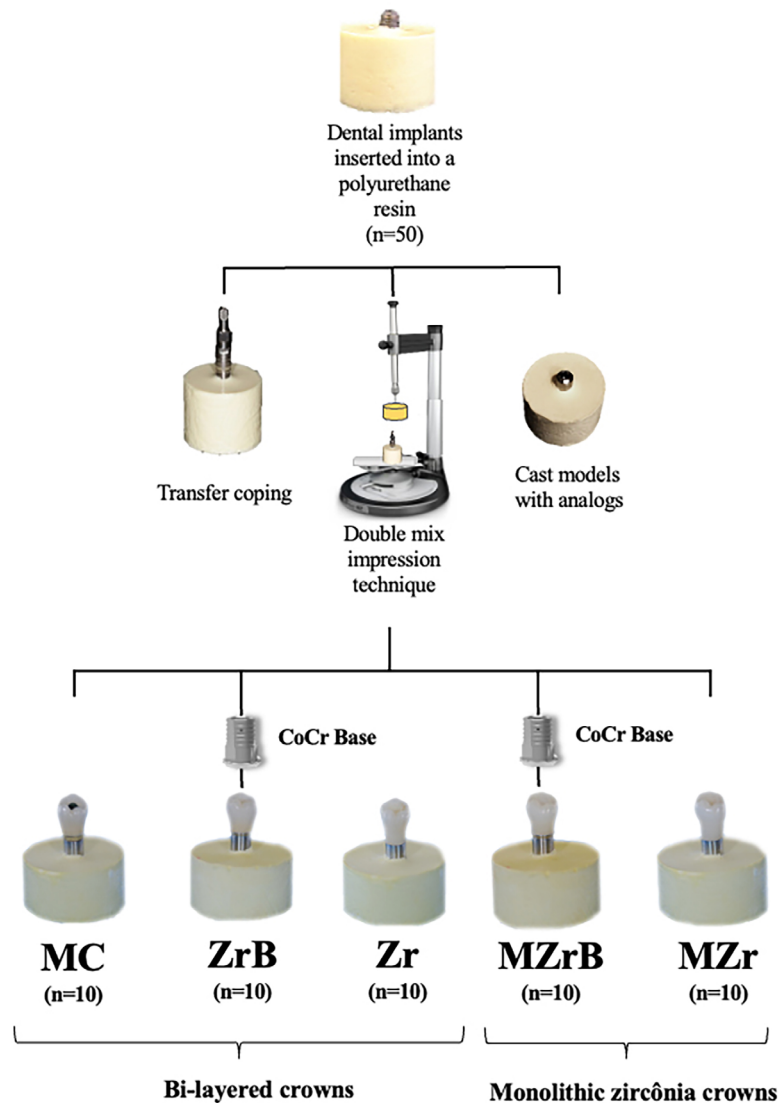 Dental implants
inserted into a
polyurethane
resin
(n=50)
Transfer coping
Double mix
impression
technique
Cast models
with analogs
CoCr Base
CoCr Base
MC
(n=10)
ZrB
(n=10)
Zr
(n=10)
MZrB
(n=10)
MZr
(n=10)
Bi-layered crowns
Monolithic zircônia crowns